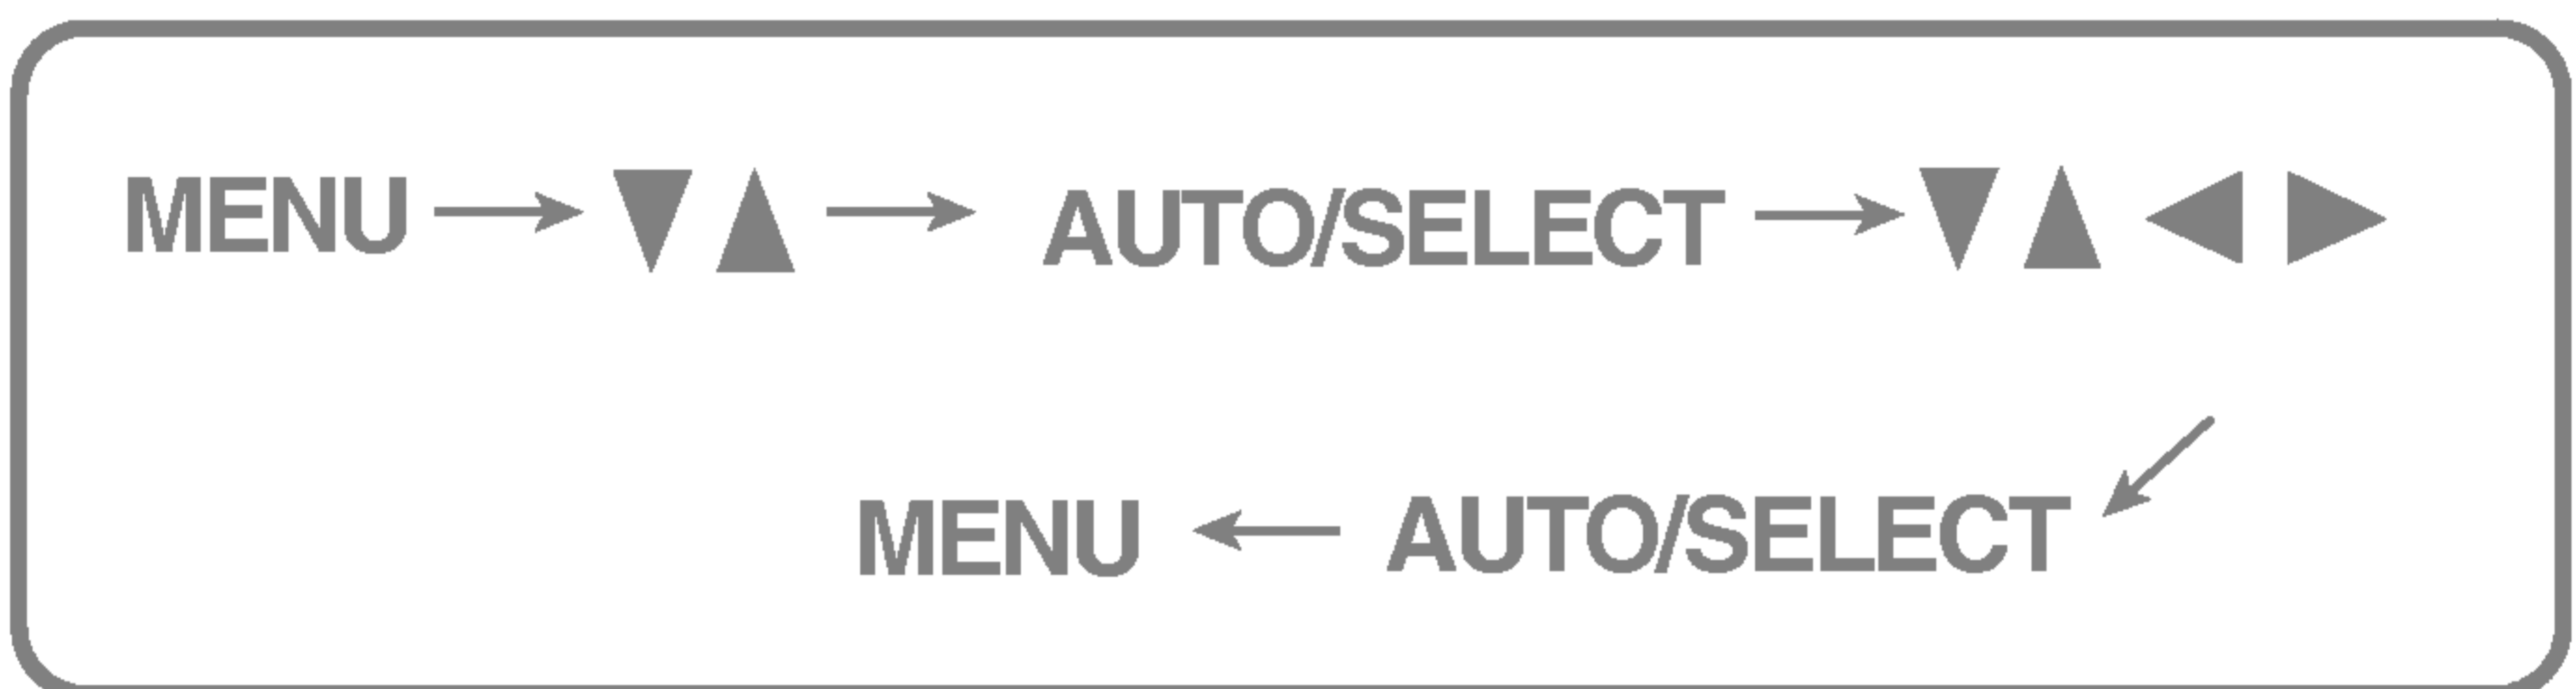 MENU → ▼▲ → AUTO/SELECT → ▼▲◀▶
MENU ← AUTO/SELECT